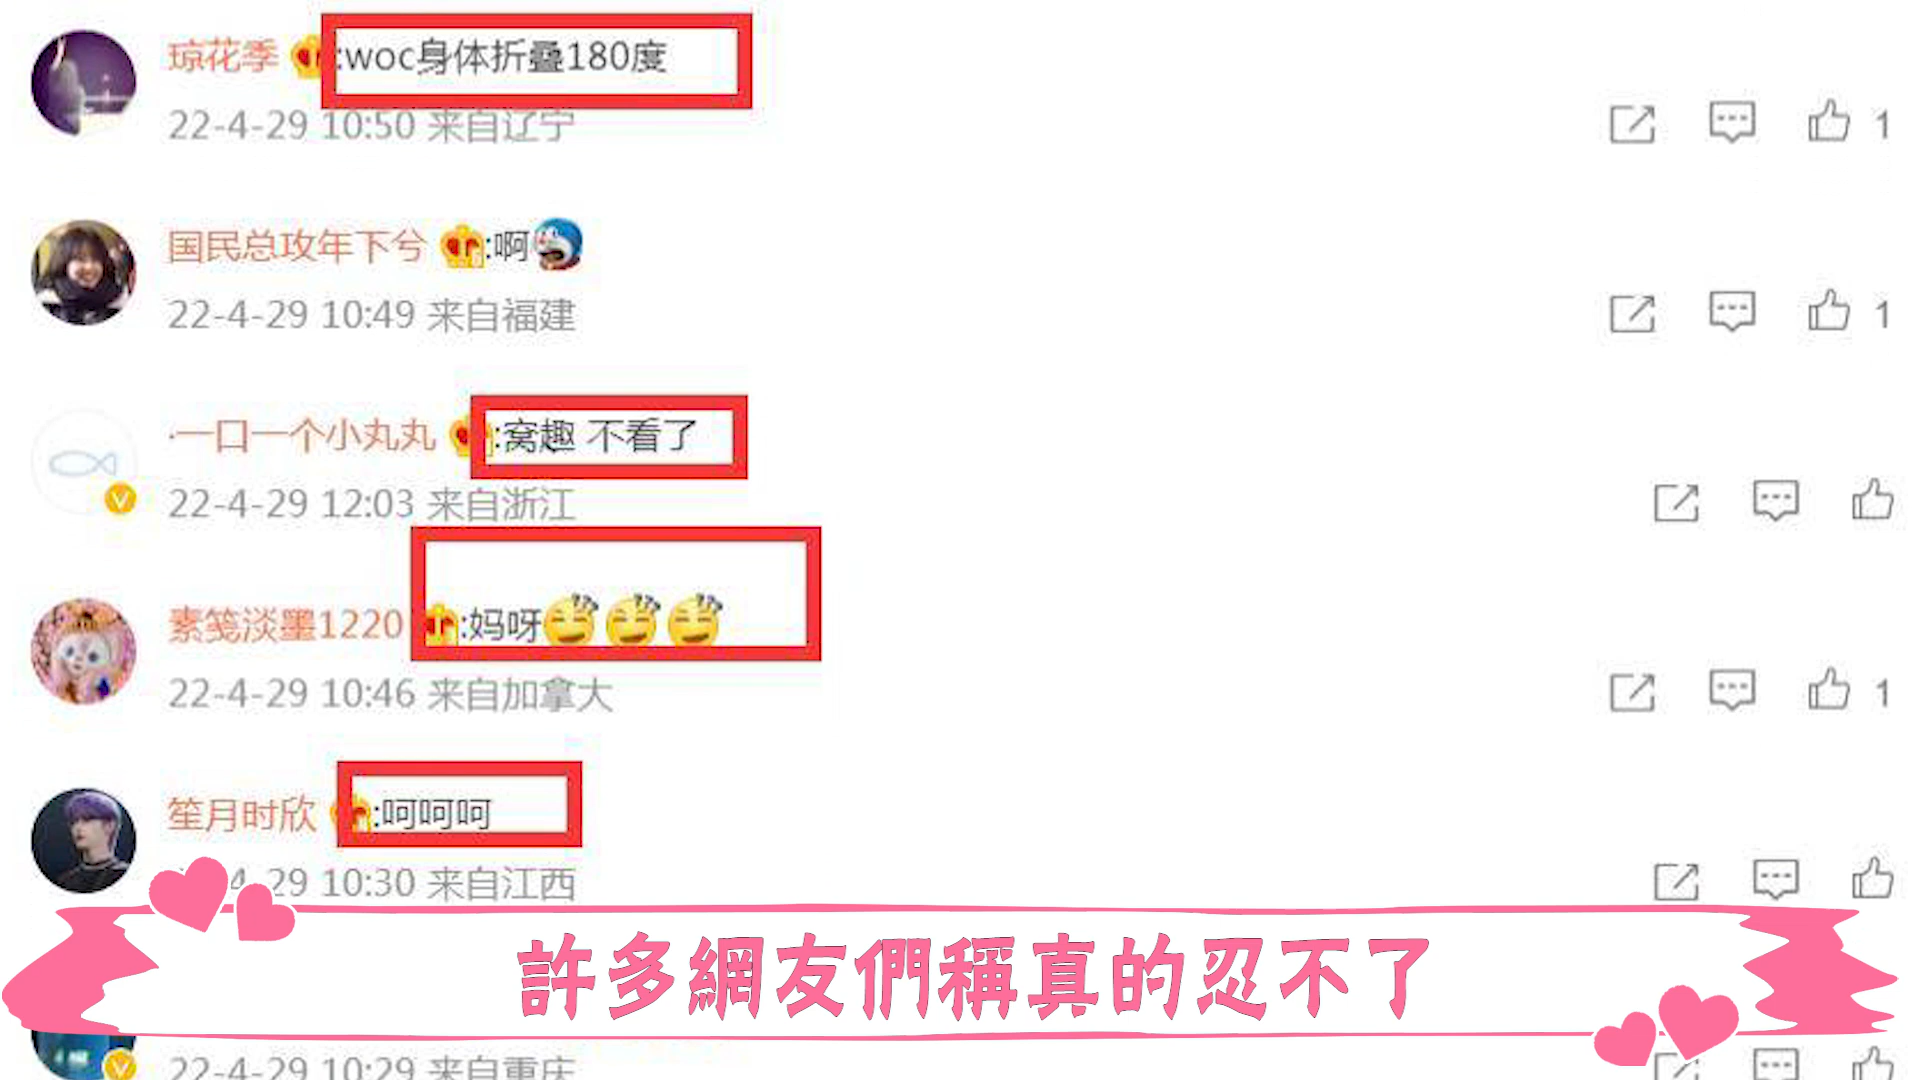 琼花季:woc身体折叠180度
22-4-29 10:50 来自辽宁
1
国民总攻年下兮:啊
22-4-29 10:49 来自福建
1
·一口一个小丸丸:窝趣 不看了
22-4-29 12:03 来自浙江
素笺淡墨1220:妈呀
22-4-29 10:46 来自加拿大
1
笙月时欣:呵呵呵
4-29 10:30 来自江西
許多網友們稱真的忍不了
22-4-29 10:29 来自重庆